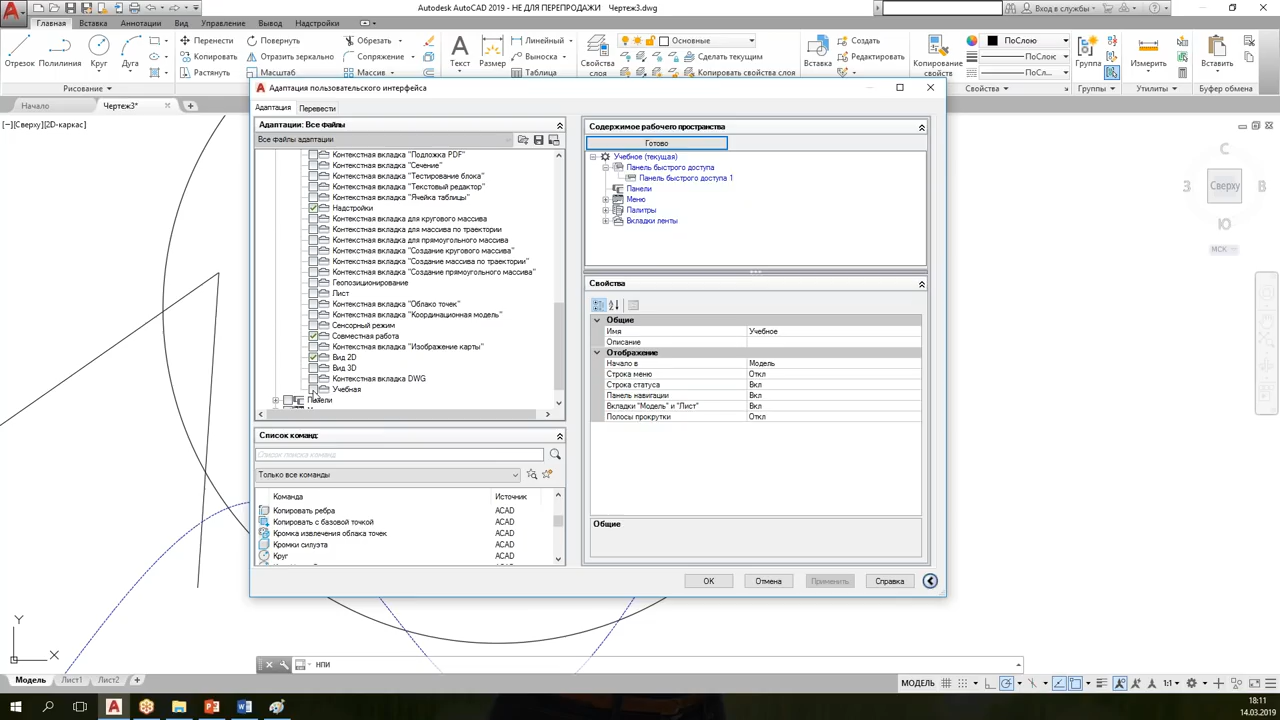 Autodesk AutoCAD 2019 - НЕ ДЛЯ ПЕРЕПРОДАЖИ Чертеж3.dwg
Вход в службы
Главная Вставка Аннотации Вид Управление Вывод Надстройки
Отрезок Полилиния Круг Дуга
Перенести Повернуть Обрезать
Копировать Отразить зеркально Сопряжение
Растянуть Масштаб Массив
Рисование
Текст Размер
Линейный
Выноска
Таблица
Свойства слоя
Основные
Сделать текущим
Копировать свойства слоя
Вставка
Создать
Редактировать
Копирование свойств
ПоСлою
ПоСлою
ПоСл...
Свойства
Группа
Группы
Измерить
Утилиты
Вставить
Буфер обмена
Начало Чертеж3*
[−][Сверху][2D-каркас]
Адаптация пользовательского интерфейса
Адаптация Перевести
Адаптации: Все файлы
Все файлы адаптации
Контекстная вкладка "Подложка PDF"
Контекстная вкладка "Сечение"
Контекстная вкладка "Тестирование блока"
Контекстная вкладка "Текстовый редактор"
Контекстная вкладка "Ячейка таблицы"
Надстройки
Контекстная вкладка для кругового массива
Контекстная вкладка для массива по траектории
Контекстная вкладка для прямоугольного массива
Контекстная вкладка "Создание кругового массива"
Контекстная вкладка "Создание массива по траектории"
Контекстная вкладка "Создание прямоугольного массива"
Геопозиционирование
Лист
Контекстная вкладка "Облако точек"
Контекстная вкладка "Координационная модель"
Сенсорный режим
Совместная работа
Контекстная вкладка "Изображение карты"
Вид 2D
Вид 3D
Контекстная вкладка DWG
Учебная
Панели
Список команд:
Список поиска команд
Только все команды
Команда Источник
Копировать ребра ACAD
Копировать с базовой точкой ACAD
Кромка извлечения облака точек ACAD
Кромки силуэта ACAD
Круг ACAD
Содержимое рабочего пространства
Готово
Учебное (текущая)
Панель быстрого доступа
Панель быстрого доступа 1
Панели
Меню
Палитры
Вкладки ленты
Свойства
Общие
Имя Учебное
Описание
Отображение
Начало в Модель
Строка меню Откл
Строка статуса Вкл
Панель навигации Вкл
Вкладки "Модель" и "Лист" Вкл
Полосы прокрутки Откл
Общие
OK Отмена Применить Справка
С
З Сверху В
Ю
МСК
Y
X
НПИ
Модель Лист1 Лист2
МОДЕЛЬ 1:1
18:11
14.03.2019